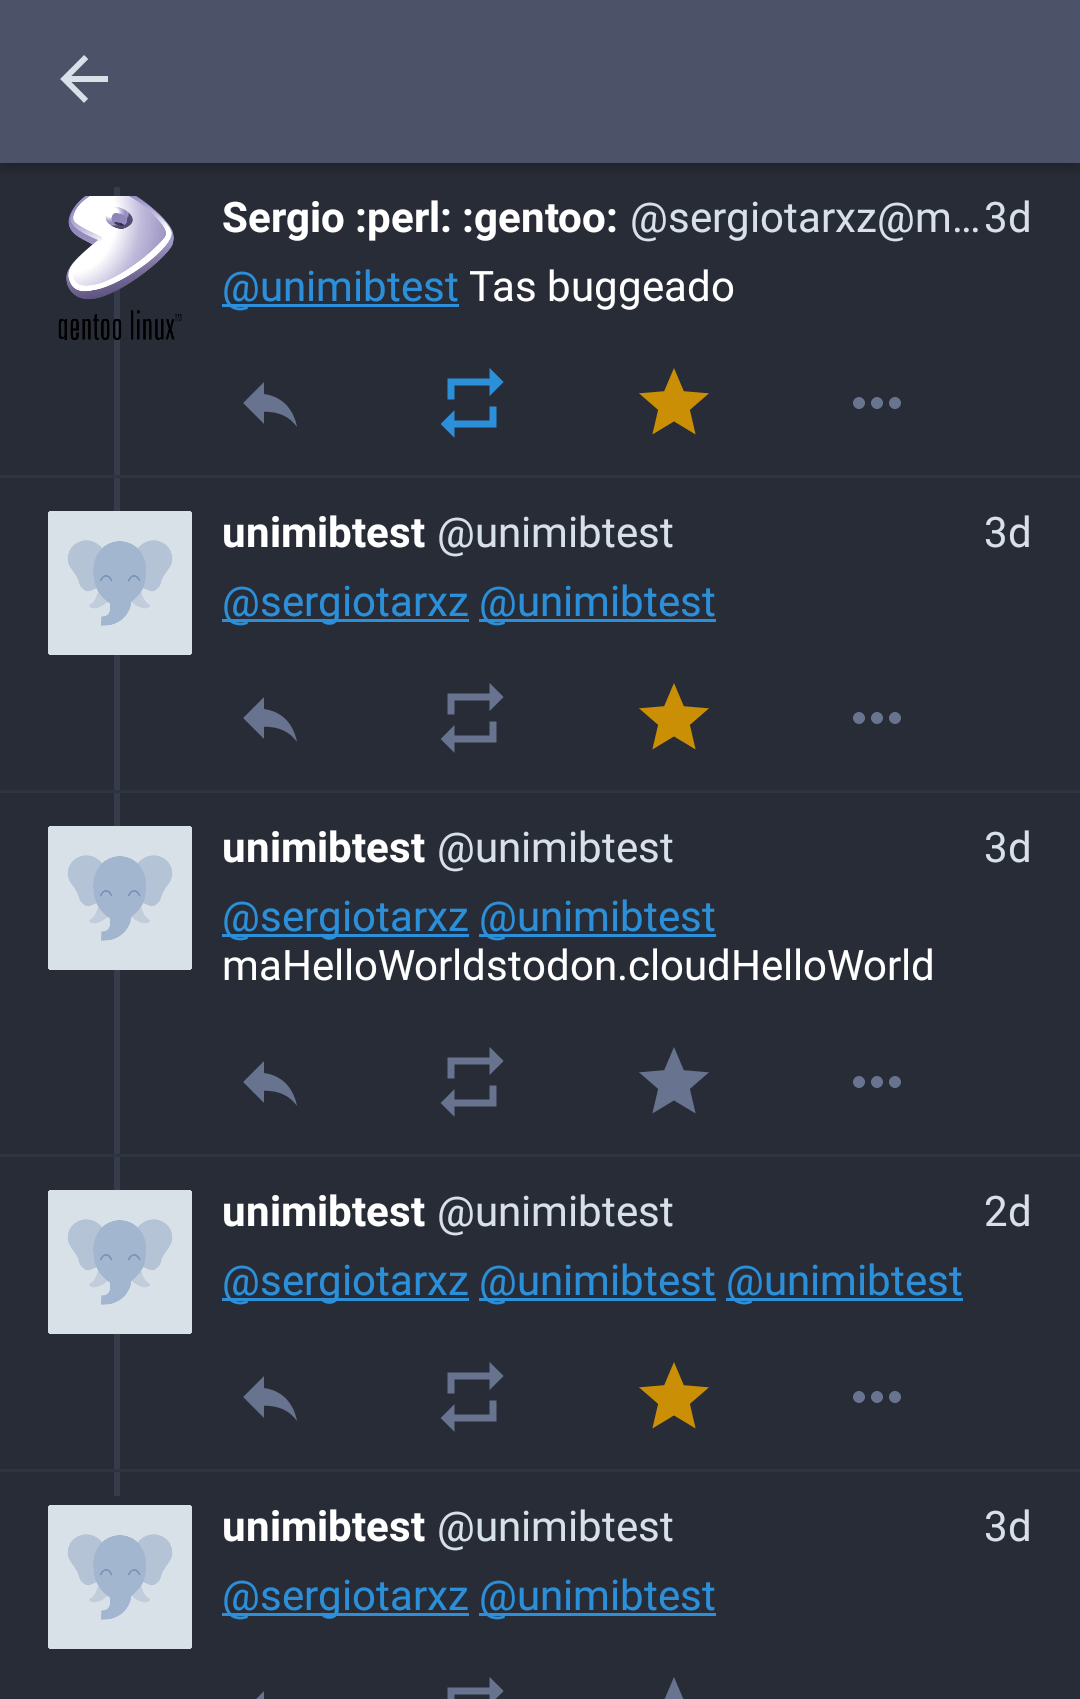 Sergio :perl: :gentoo: @sergiotarxz@m... 3d
@unimibtest Tas buggeado
gentoo linux™
unimibtest @unimibtest 3d
@sergiotarxz @unimibtest
unimibtest @unimibtest 3d
@sergiotarxz @unimibtest
maHelloWorldstodon.cloudHelloWorld
unimibtest @unimibtest 2d
@sergiotarxz @unimibtest @unimibtest
unimibtest @unimibtest 3d
@sergiotarxz @unimibtest